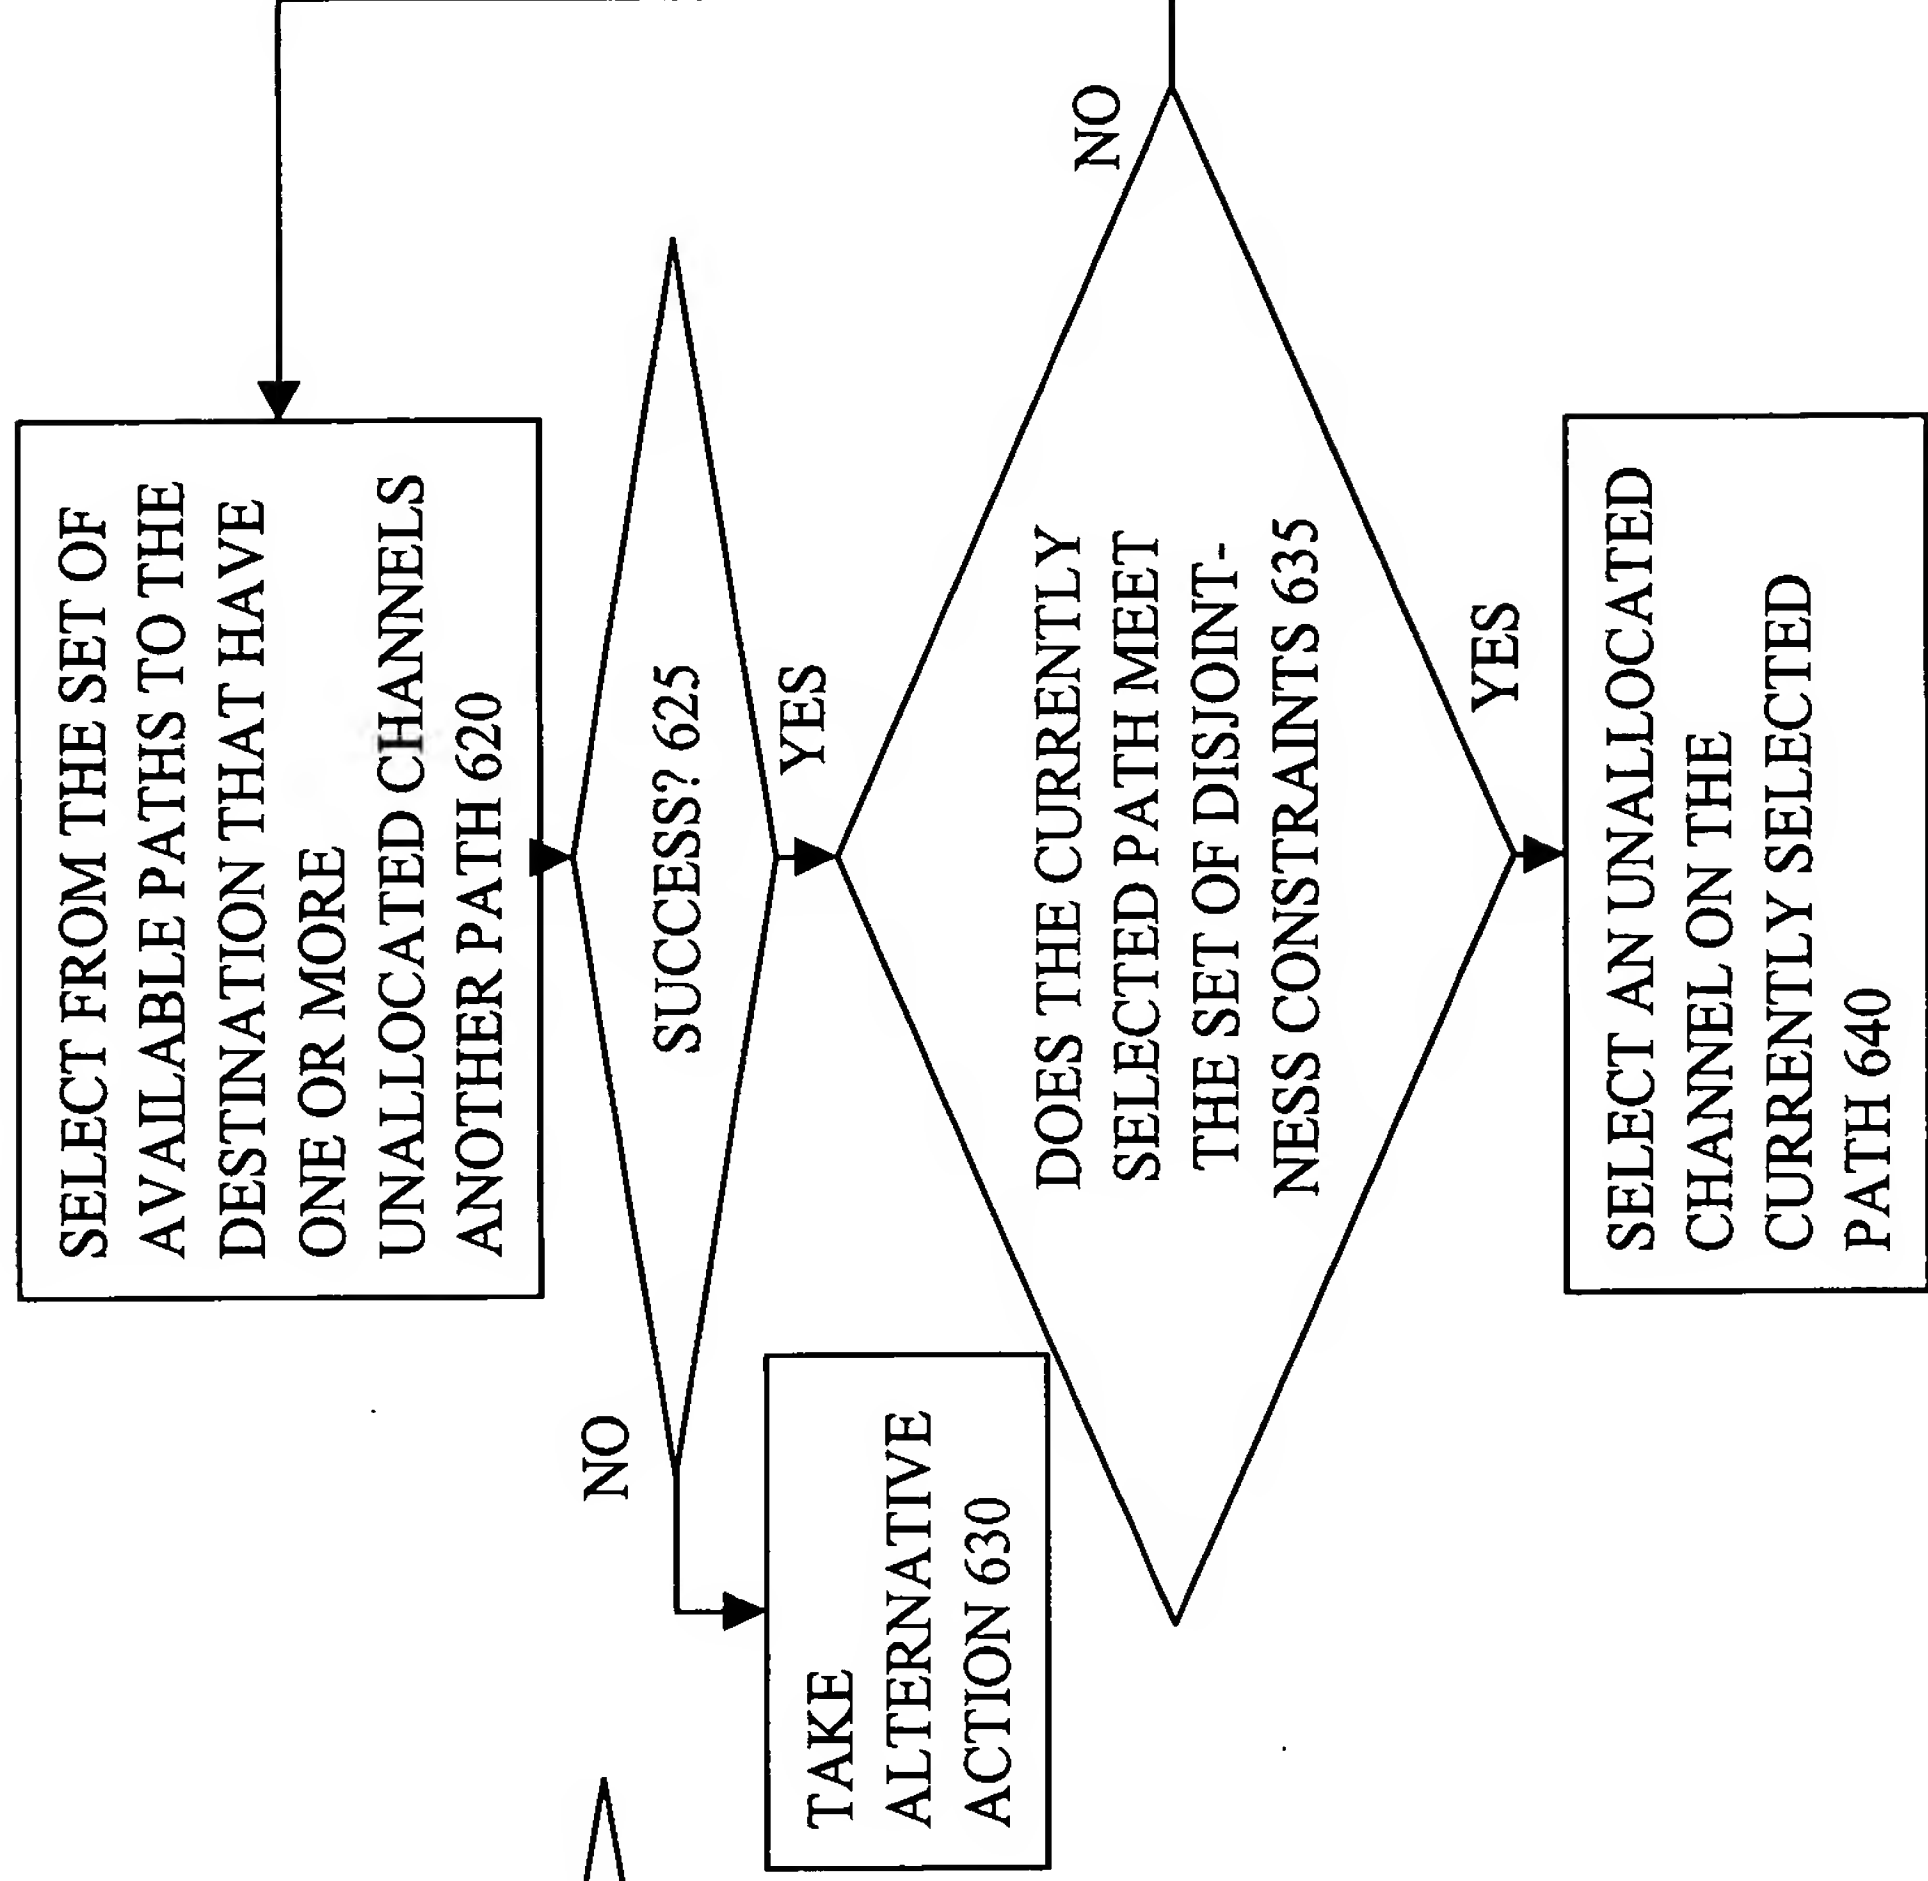 SELECT FROM THE SET OF
AVAILABLE PATHS TO THE
DESTINATION THAT HAVE
ONE OR MORE
UNALLOCATED CHANNELS
ANOTHER PATH 620
SUCCESS? 625
NO
YES
TAKE
ALTERNATIVE
ACTION 630
DOES THE CURRENTLY
SELECTED PATH MEET
THE SET OF DISJOINT-
NESS CONSTRAINTS 635
NO
YES
SELECT AN UNALLOCATED
CHANNEL ON THE
CURRENTLY SELECTED
PATH 640